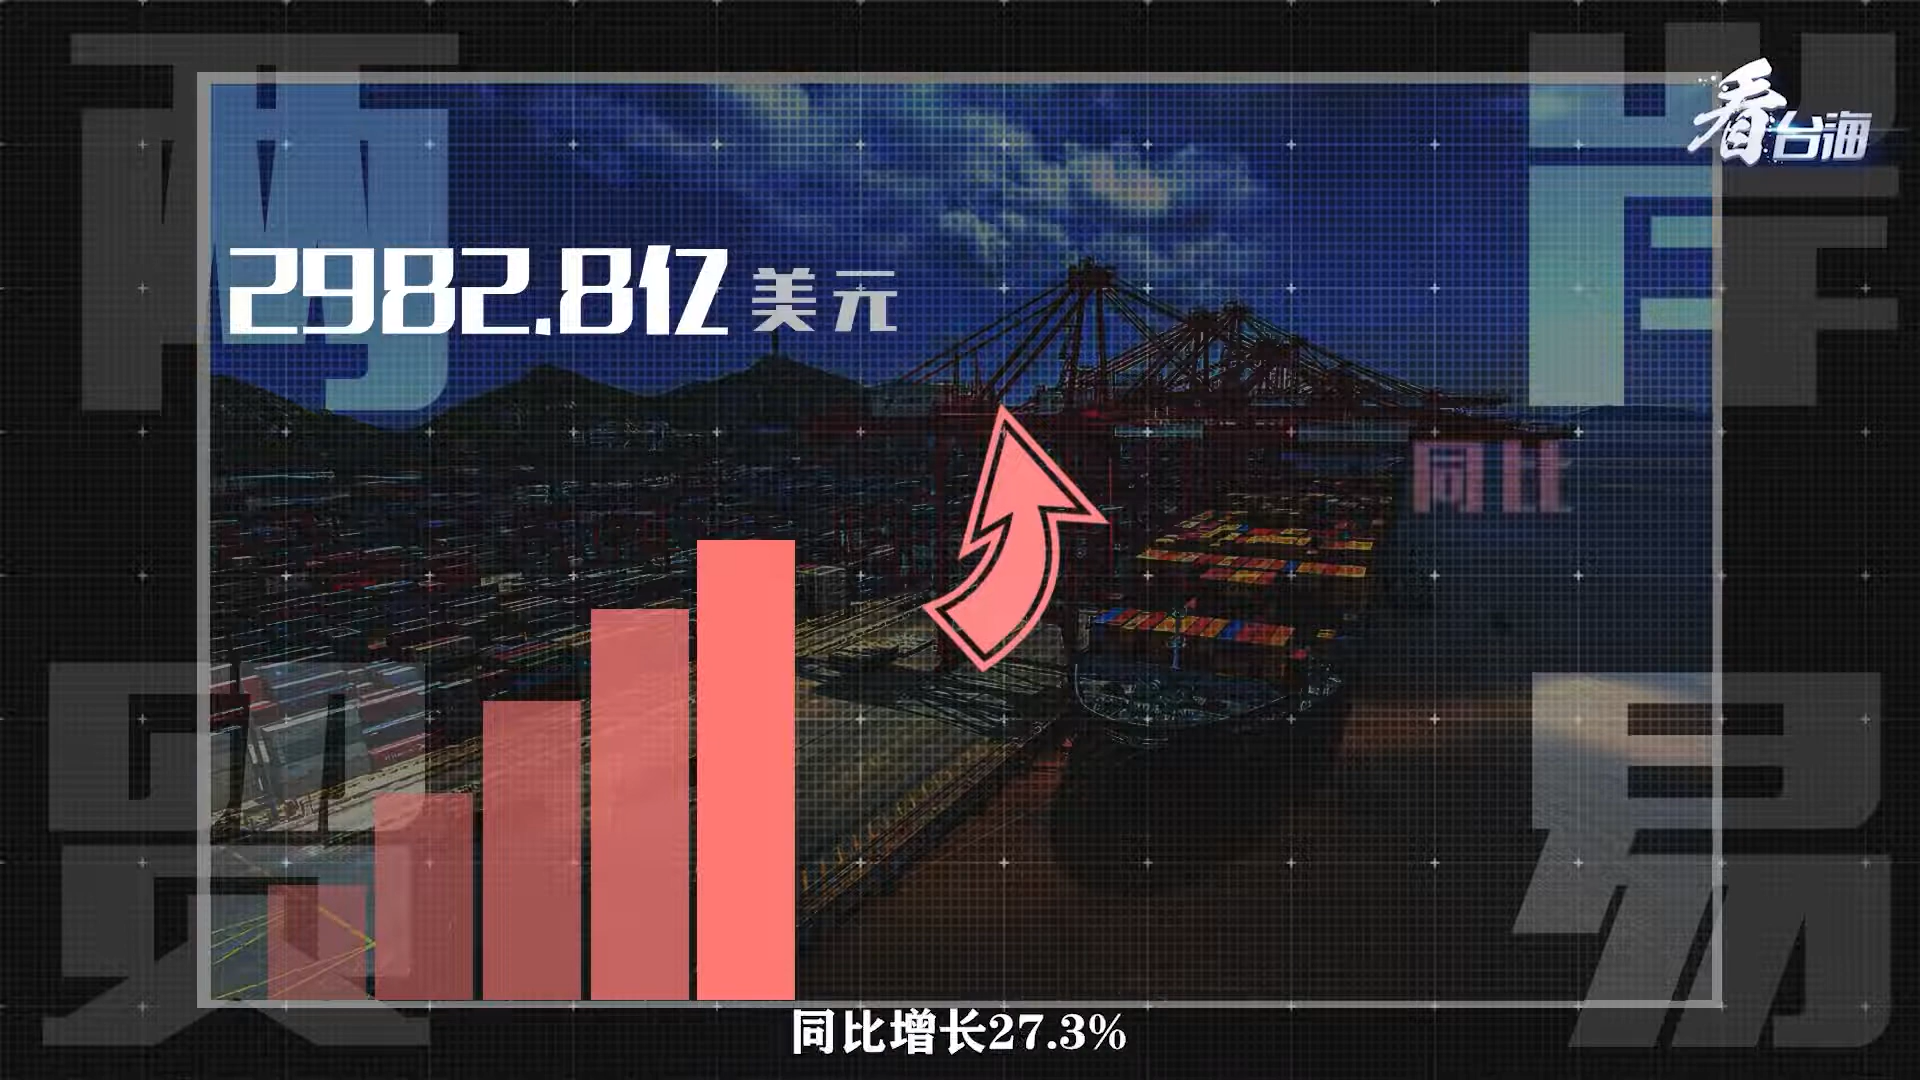 两岸
看台海
2982.8亿美元
同比
贸易
同比增长27.3%